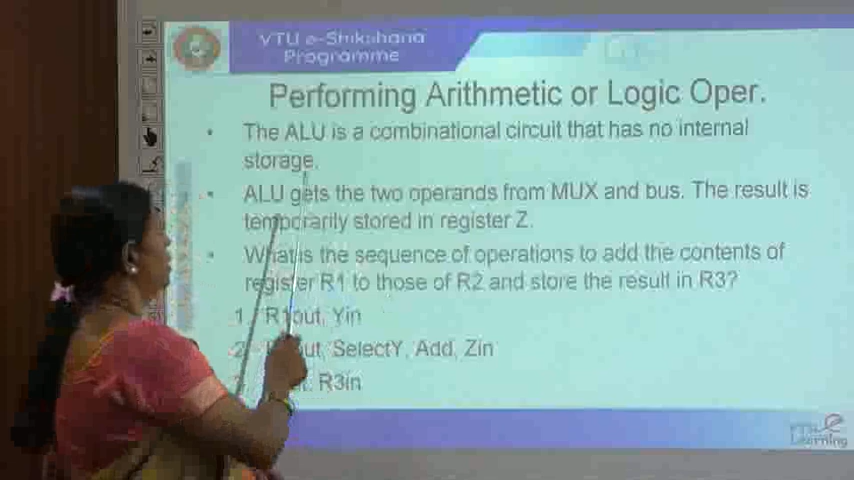 VTU e-Shikshana
Programme
Performing Arithmetic or Logic Oper.
• The ALU is a combinational circuit that has no internal
storage.
• ALU gets the two operands from MUX and bus. The result is
temporarily stored in register Z.
• What is the sequence of operations to add the contents of
register R1 to those of R2 and store the result in R3?
1. R1out, Yin
2. SelectY, Add, Zin
R3in
VTU e
Learning